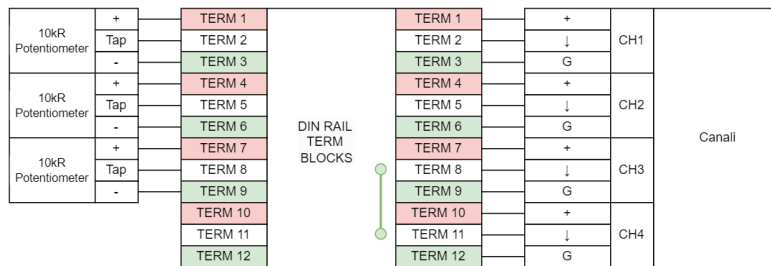 10kR
Potentiometer
+
Tap
-
10kR
Potentiometer
+
Tap
-
10kR
Potentiometer
+
Tap
-
TERM 1
TERM 2
TERM 3
TERM 4
TERM 5
TERM 6
TERM 7
TERM 8
TERM 9
TERM 10
TERM 11
TERM 12
DIN RAIL
TERM
BLOCKS
TERM 1
TERM 2
TERM 3
TERM 4
TERM 5
TERM 6
TERM 7
TERM 8
TERM 9
TERM 10
TERM 11
TERM 12
+
↓
G
CH1
+
↓
G
CH2
+
↓
G
CH3
+
↓
G
CH4
Canali